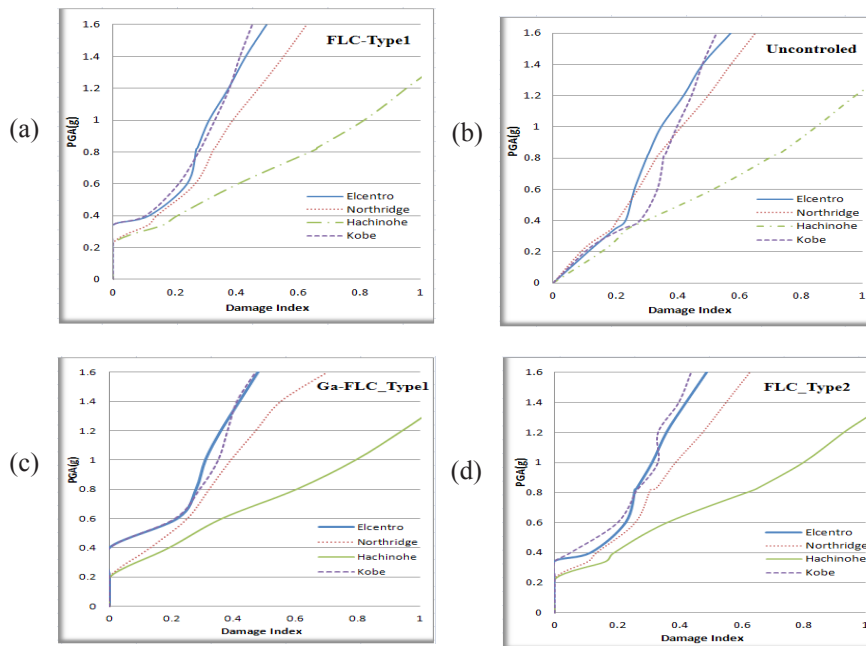 (a)
FLC-Type1
PGA(g)
1.6
1.4
1.2
1
0.8
0.6
0.4
0.2
0
Elcentro
Northridge
Hachinohe
Kobe
0 0.2 0.4 0.6 0.8 1
Damage Index
(b)
Uncontroled
PGA(g)
1.6
1.4
1.2
1
0.8
0.6
0.4
0.2
0
Elcentro
Northridge
Hachinohe
Kobe
0 0.2 0.4 0.6 0.8 1
Damage Index
(c)
Ga-FLC_Type1
PGA(g)
1.6
1.4
1.2
1
0.8
0.6
0.4
0.2
0
Elcentro
Northridge
Hachinohe
Kobe
0 0.2 0.4 0.6 0.8 1
Damage Index
(d)
FLC_Type2
PGA(g)
1.6
1.4
1.2
1
0.8
0.6
0.4
0.2
0
Elcentro
Northridge
Hachinohe
Kobe
0 0.2 0.4 0.6 0.8 1
Damage Index